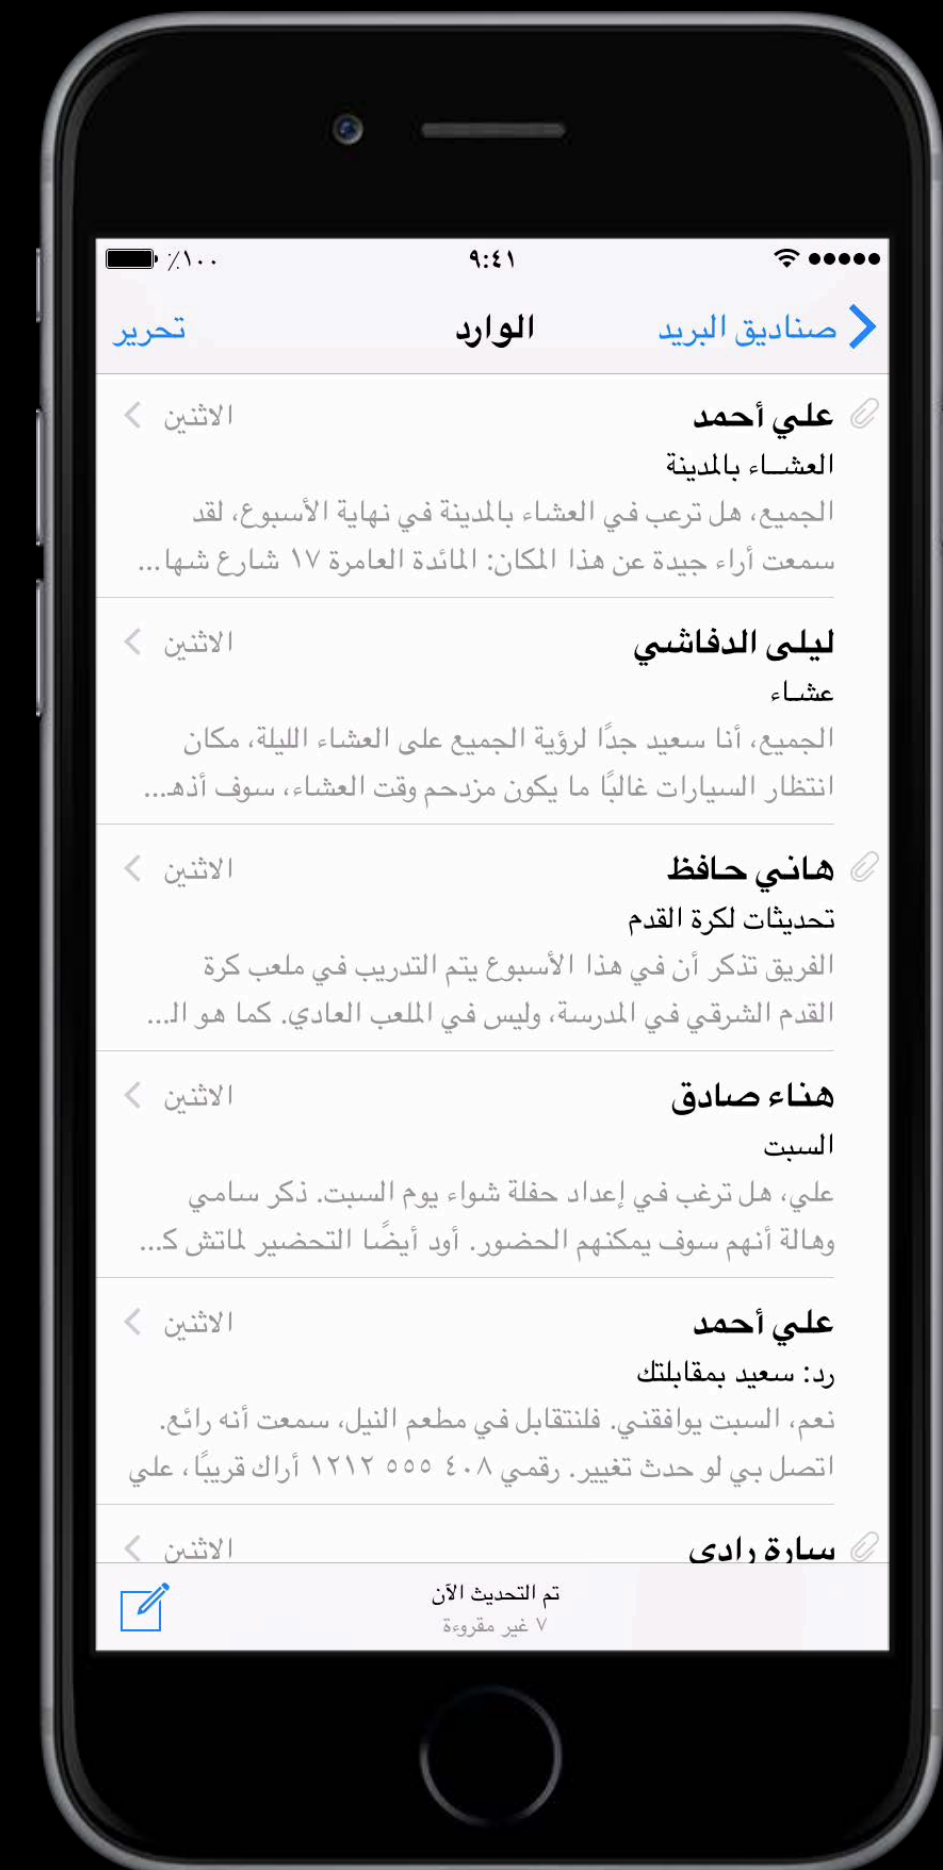 ٩:٤١
٪١٠٠
صناديق البريد
الوارد
تحرير
علي أحمد
الاثنين
العشاء بالمدينة
الجميع، هل ترعب في العشاء بالمدينة في نهاية الأسبوع، لقد
سمعت أراء جيدة عن هذا المكان: المائدة العامرة ١٧ شارع شها...
ليلى الدفاشي
الاثنين
عشاء
الجميع، أنا سعيد جدًا لرؤية الجميع على العشاء الليلة، مكان
انتظار السيارات غالبًا ما يكون مزدحم وقت العشاء، سوف أذهـ...
هاني حافظ
الاثنين
تحديثات لكرة القدم
الفريق تذكر أن في هذا الأسبوع يتم التدريب في ملعب كرة
القدم الشرقي في المدرسة، وليس في الملعب العادي. كما هو الـ...
هناء صادق
الاثنين
السبت
علي، هل ترغب في إعداد حفلة شواء يوم السبت. ذكر سامي
وهالة أنهم سوف يمكنهم الحضور. أود أيضًا التحضير لماتش كـ...
علي أحمد
الاثنين
رد: سعيد بمقابلتك
نعم، السبت يوافقني. فلنتقابل في مطعم النيل، سمعت أنه رائع.
اتصل بي لو حدث تغيير. رقمي ٤٠٨ ٥٥٥ ١٢١٢ أراك قريبًا، علي
سارة رادي
الاثنين
تم التحديث الآن
٧ غير مقروءة